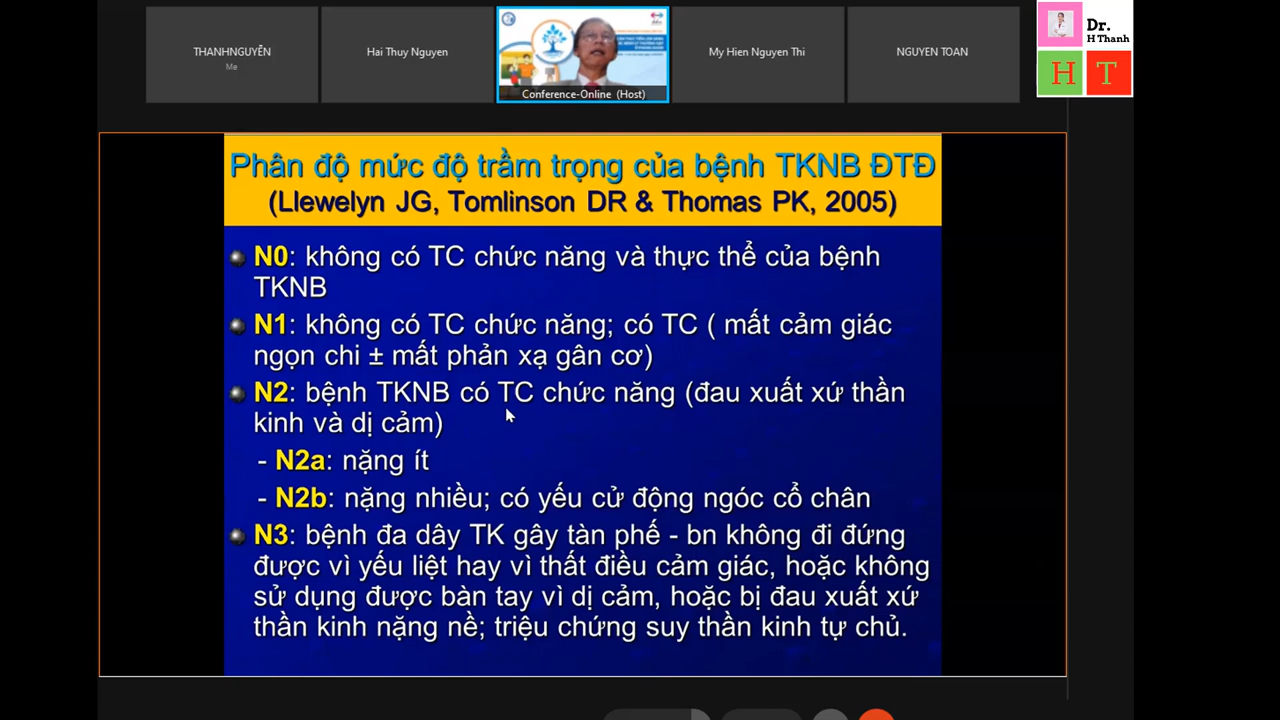 THANHNGUYỄN
Me
Hai Thuy Nguyen
Conference-Online (Host)
My Hien Nguyen Thi
NGUYEN TOAN
Dr.
H Thanh
H T
Phân độ mức độ trầm trọng của bệnh TKNB ĐTĐ
(Llewelyn JG, Tomlinson DR & Thomas PK, 2005)
N0: không có TC chức năng và thực thể của bệnh
TKNB
N1: không có TC chức năng; có TC ( mất cảm giác
ngọn chi ± mất phản xạ gân cơ)
N2: bệnh TKNB có TC chức năng (đau xuất xứ thần
kinh và dị cảm)
- N2a: nặng ít
- N2b: nặng nhiều; có yếu cử động ngóc cổ chân
N3: bệnh đa dây TK gây tàn phế - bn không đi đứng
được vì yếu liệt hay vì thất điều cảm giác, hoặc không
sử dụng được bàn tay vì dị cảm, hoặc bị đau xuất xứ
thần kinh nặng nề; triệu chứng suy thần kinh tự chủ.